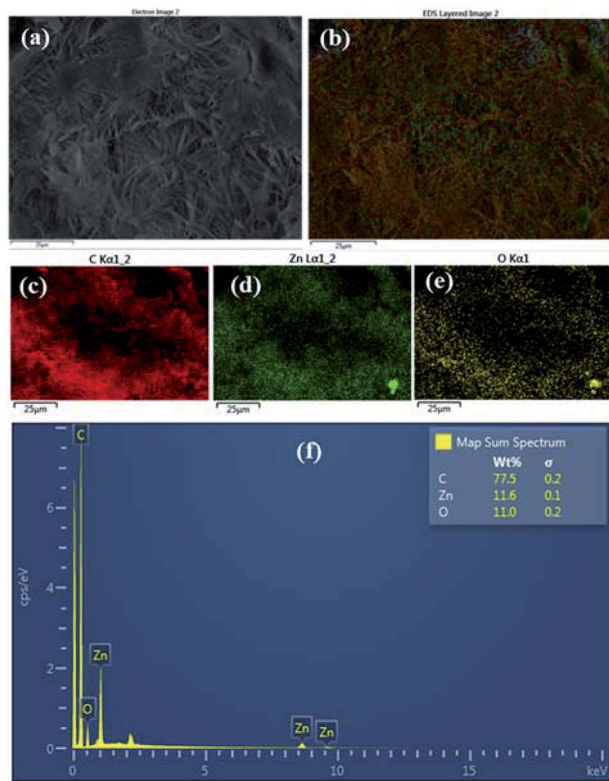 Electron Image 2
EDS Layered Image 2
(a)
(b)
25μm
25μm
C Kα1_2
Zn Lα1_2
O Kα1
(c)
(d)
(e)
25μm
25μm
25μm
(f)
Map Sum Spectrum
Wt% σ
C 77.5 0.2
Zn 11.6 0.1
O 11.0 0.2
C
Zn
O
Zn
Zn
cps/eV
6
4
2
0
0 5 10 15 keV